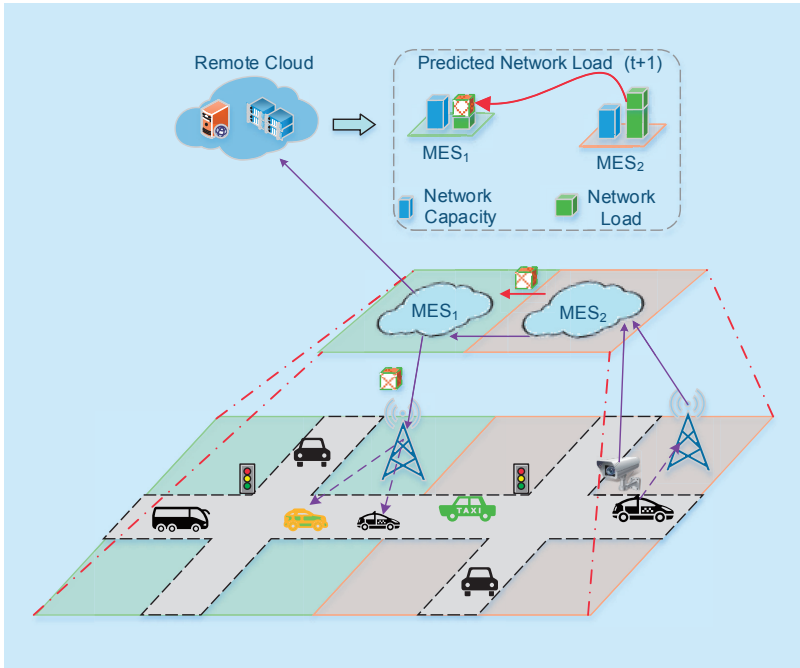 Remote Cloud
Predicted Network Load (t+1)
MES₁
MES₂
Network
Capacity
Network
Load
MES₁
MES₂
TAXI